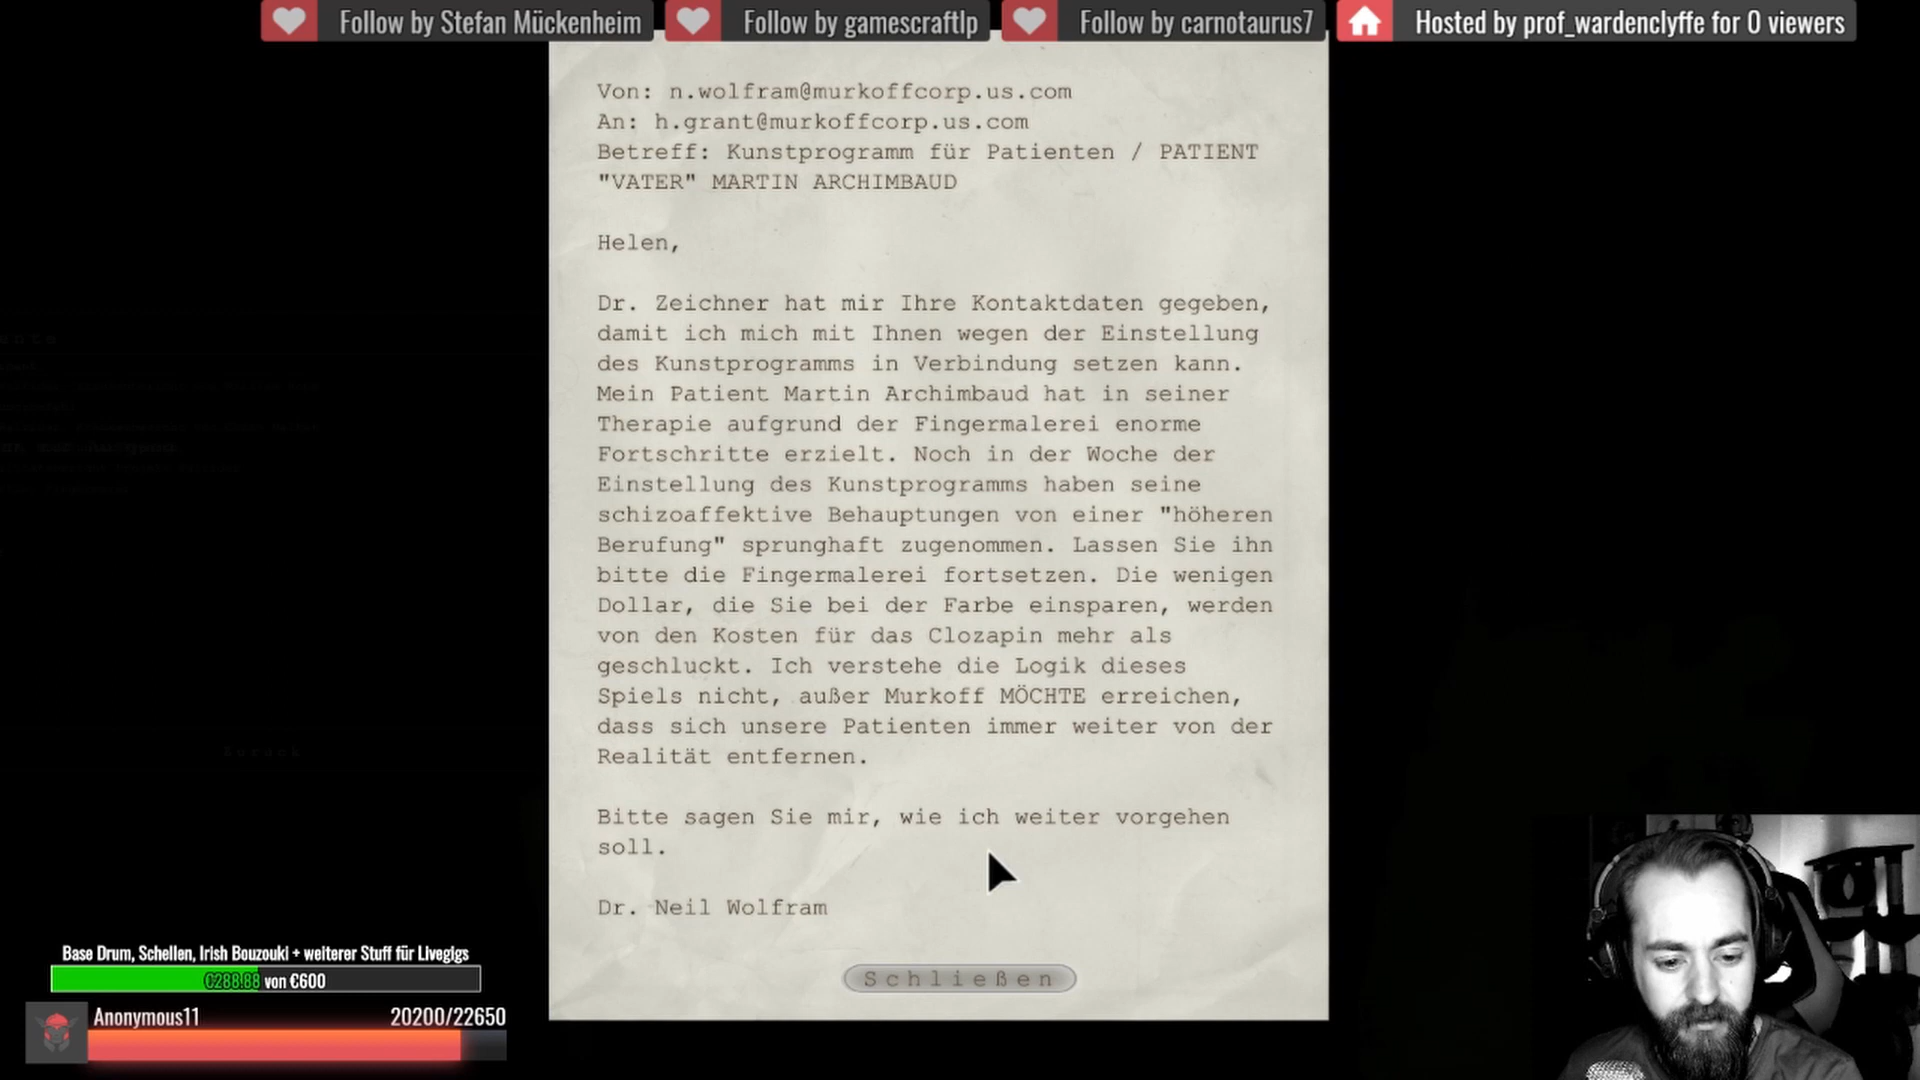 Follow by Stefan Mückenheim
Follow by gamescraftlp
Follow by carnotaurus7
Hosted by prof_wardenclyffe for 0 viewers
Von: n.wolfram@murkoffcorp.us.com
An: h.grant@murkoffcorp.us.com
Betreff: Kunstprogramm für Patienten / PATIENT
"VATER" MARTIN ARCHIMBAUD
Helen,
Dr. Zeichner hat mir Ihre Kontaktdaten gegeben,
damit ich mich mit Ihnen wegen der Einstellung
des Kunstprogramms in Verbindung setzen kann.
Mein Patient Martin Archimbaud hat in seiner
Therapie aufgrund der Fingermalerei enorme
Fortschritte erzielt. Noch in der Woche der
Einstellung des Kunstprogramms haben seine
schizoaffektive Behauptungen von einer "höheren
Berufung" sprunghaft zugenommen. Lassen Sie ihn
bitte die Fingermalerei fortsetzen. Die wenigen
Dollar, die Sie bei der Farbe einsparen, werden
von den Kosten für das Clozapin mehr als
geschluckt. Ich verstehe die Logik dieses
Spiels nicht, außer Murkoff MÖCHTE erreichen,
dass sich unsere Patienten immer weiter von der
Realität entfernen.
Bitte sagen Sie mir, wie ich weiter vorgehen
soll.
Dr. Neil Wolfram
Schließen
Zurück
Base Drum, Schellen, Irish Bouzouki + weiterer Stuff für Livegigs
€288.88 von €600
Anonymous11 20200/22650